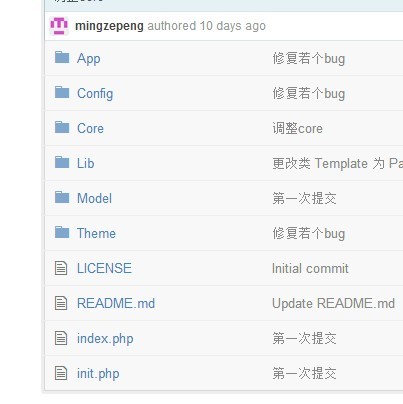 mingzepeng authored 10 days ago
App 修复若个bug
Config 修复若个bug
Core 调整core
Lib 更改类 Template 为 Pa
Model 第一次提交
Theme 修复若个bug
LICENSE Initial commit
README.md Update README.md
index.php 第一次提交
init.php 第一次提交